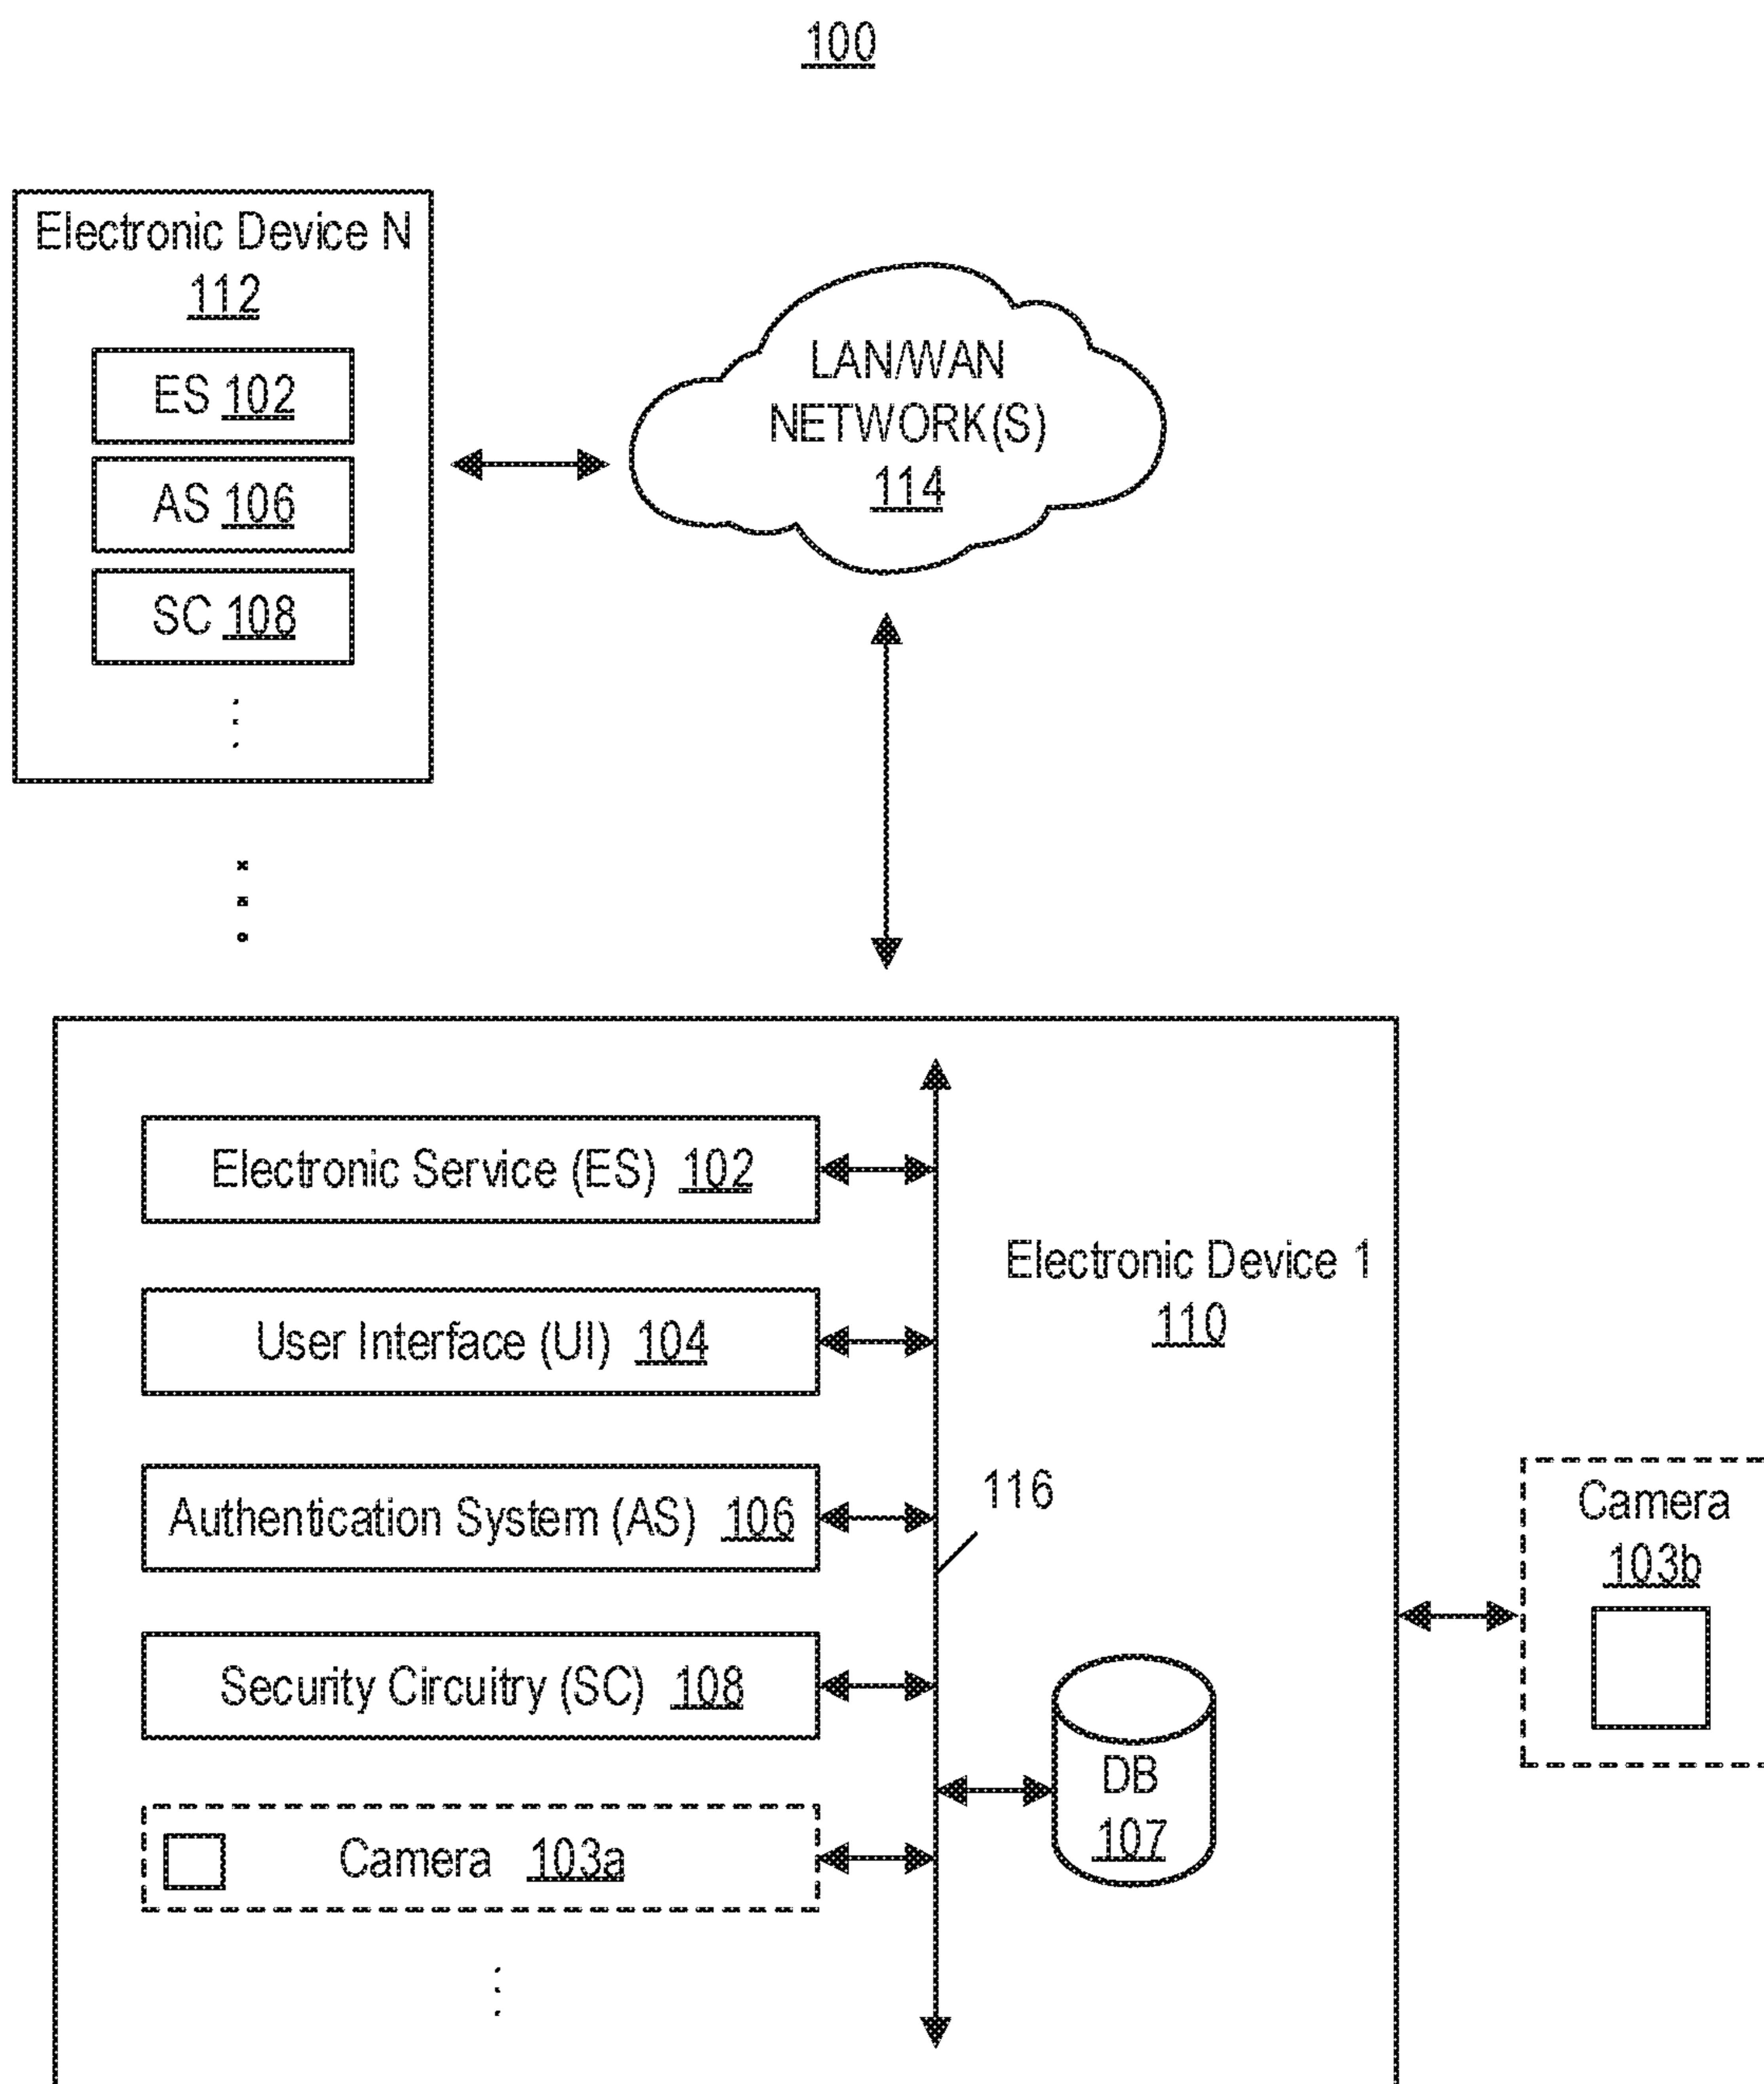 100
Electronic Device N
112
ES 102
AS 106
SC 108
LAN/WAN
NETWORK(S)
114
Electronic Service (ES) 102
User Interface (UI) 104
Authentication System (AS) 106
Security Circuitry (SC) 108
Camera 103a
Electronic Device 1
110
116
DB
107
Camera
103b